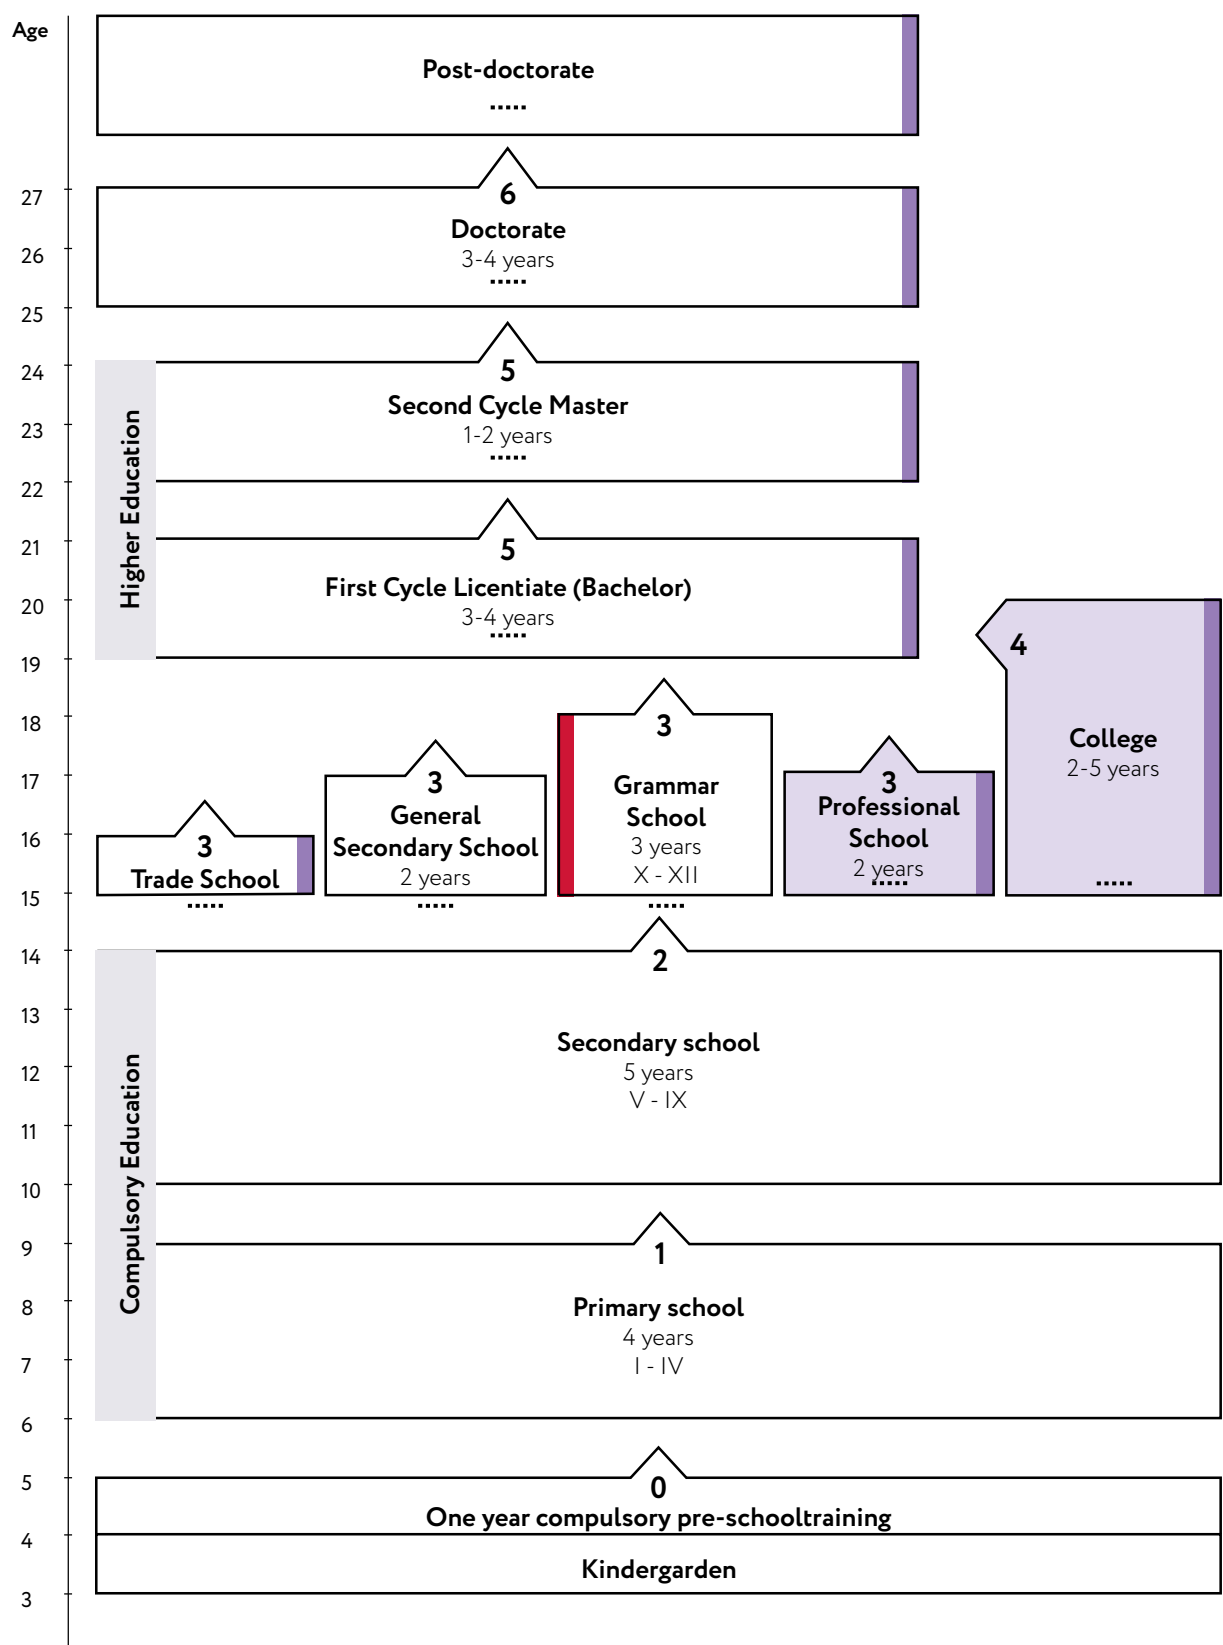 Age
Post-doctorate
.....
27
6
Doctorate
26
3-4 years
.....
25
24
5
Second Cycle Master
23
1-2 years
.....
22
Higher Education
21
5
First Cycle Licentiate (Bachelor)
20
3-4 years
.....
19
4
College
2-5 years
.....
18
3
Grammar
School
3 years
X - XII
.....
17
3
General
Secondary School
2 years
.....
3
Professional
School
2 years
.....
16
3
Trade School
.....
15
14
2
13
Secondary school
12
5 years
V - IX
11
Compulsory Education
10
9
1
8
Primary school
4 years
7
I - IV
6
5
0
One year compulsory pre-schooltraining
4
Kindergarden
3